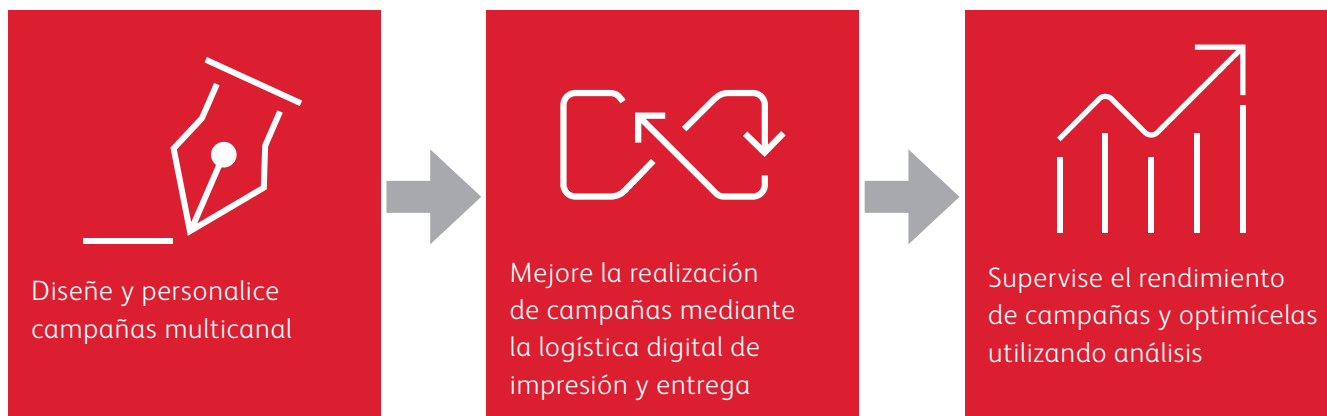 Diseñe y personalice
campañas multicanal
Mejore la realización
de campañas mediante
la logística digital de
impresión y entrega
Supervise el rendimiento
de campañas y optimícelas
utilizando análisis